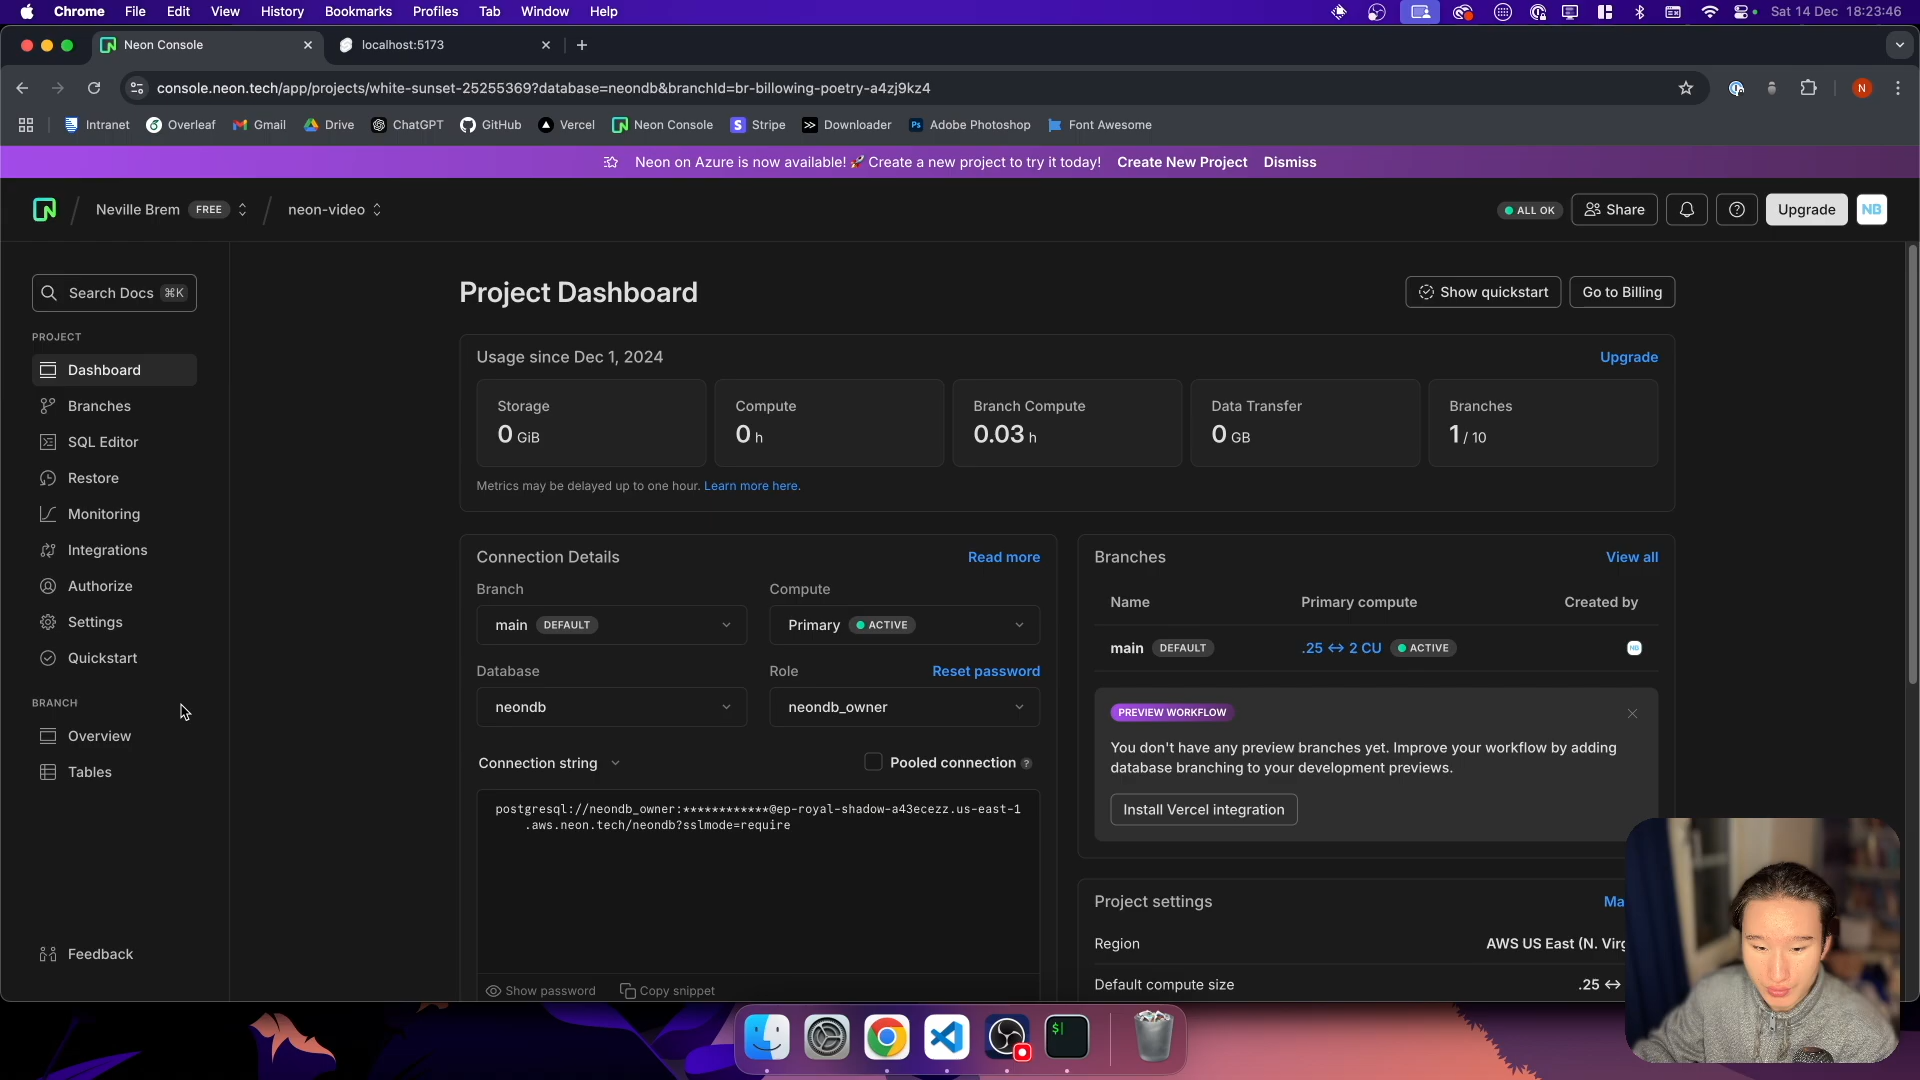 Chrome File Edit View History Bookmarks Profiles Tab Window Help Sat 14 Dec 18:23:46
Neon Console localhost:5173
console.neon.tech/app/projects/white-sunset-25255369?database=neondb&branchId=br-billowing-poetry-a4zj9kz4 N
Intranet Overleaf Gmail Drive ChatGPT GitHub Vercel Neon Console Stripe Downloader Adobe Photoshop Font Awesome
Neon on Azure is now available! 🚀 Create a new project to try it today! Create New Project Dismiss
Neville Brem FREE neon-video ALL OK Share Upgrade NB
Search Docs ⌘K
PROJECT
Dashboard
Branches
SQL Editor
Restore
Monitoring
Integrations
Authorize
Settings
Quickstart
BRANCH
Overview
Tables
Feedback
Project Dashboard Show quickstart Go to Billing
Usage since Dec 1, 2024 Upgrade
Storage Compute Branch Compute Data Transfer Branches
0 GiB 0 h 0.03 h 0 GB 1 / 10
Metrics may be delayed up to one hour. Learn more here.
Connection Details Read more
Branch Compute
main DEFAULT Primary ACTIVE
Database Role Reset password
neondb neondb_owner
Connection string Pooled connection ?
postgresql://neondb_owner:************@ep-royal-shadow-a43ecezz.us-east-1
.aws.neon.tech/neondb?sslmode=require
Show password Copy snippet
Branches View all
Name Primary compute Created by
main DEFAULT .25 ↔ 2 CU ACTIVE NB
PREVIEW WORKFLOW
You don't have any preview branches yet. Improve your workflow by adding
database branching to your development previews.
Install Vercel integration
Project settings Ma
Region AWS US East (N. Virg
Default compute size .25 ↔
$